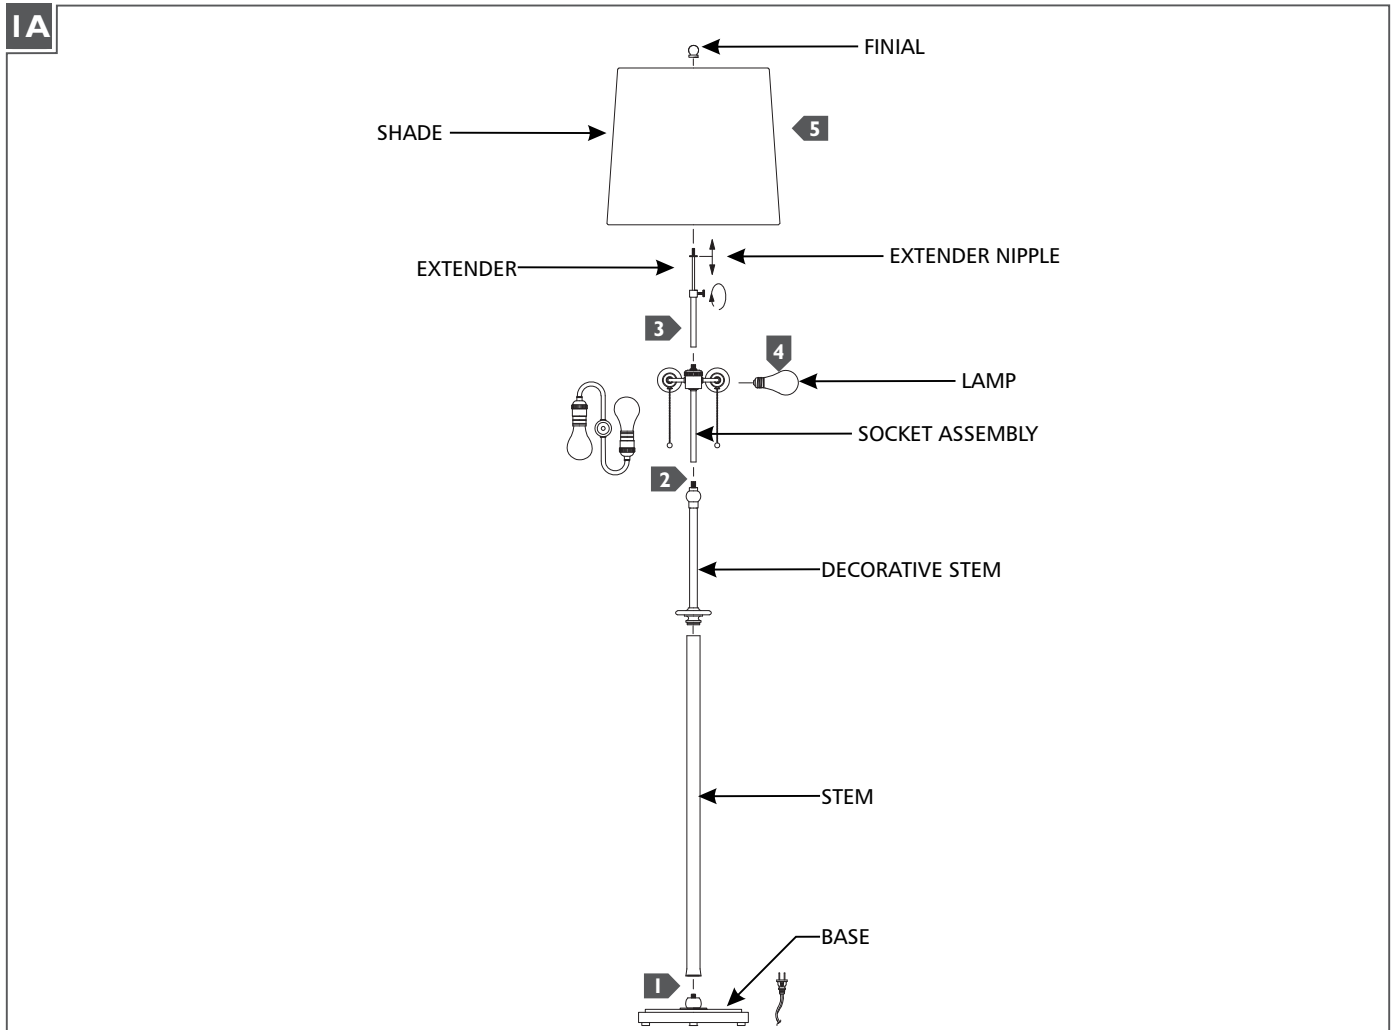 1A
FINIAL
SHADE
5
EXTENDER NIPPLE
EXTENDER
3
4
LAMP
SOCKET ASSEMBLY
2
DECORATIVE STEM
STEM
BASE
1